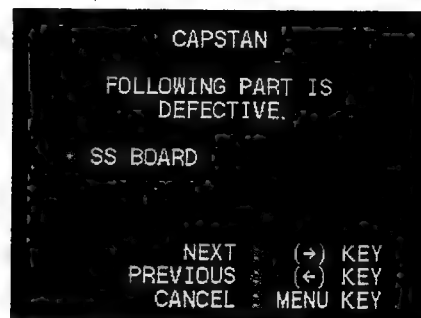 CAPSTAN
FOLLOWING PART IS
DEFECTIVE.
* SS BOARD
NEXT : (→) KEY
PREVIOUS : (←) KEY
CANCEL : MENU KEY